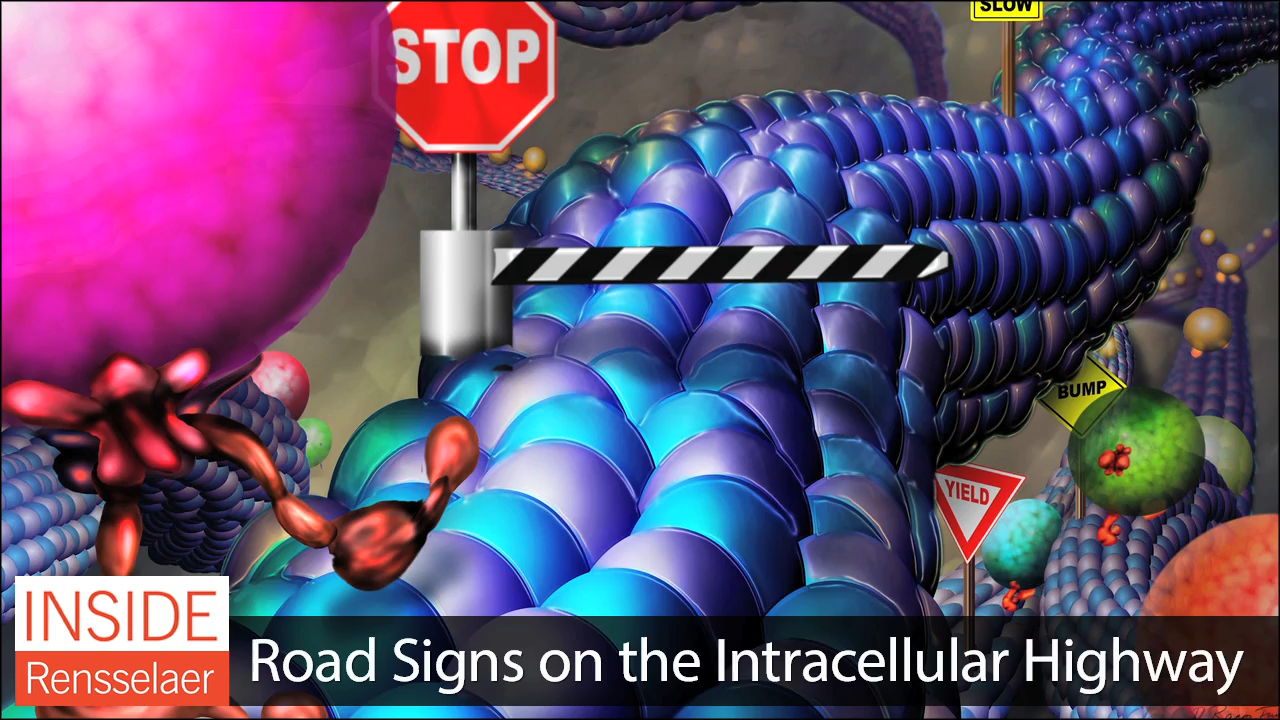 SLOW
STOP
BUMP
YIELD
INSIDE
Rensselaer
Road Signs on the Intracellular Highway